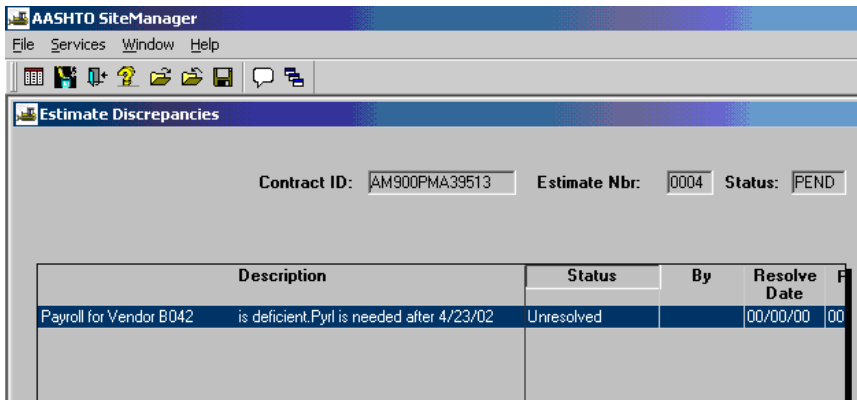 AASHTO SiteManager
File Services Window Help
Estimate Discrepancies
Contract ID: AM900PMA39513 Estimate Nbr: 0004 Status: PEND
Description Status By Resolve Date
Payroll for Vendor B042 is deficient.Pyrl is needed after 4/23/02 Unresolved 00/00/00 00